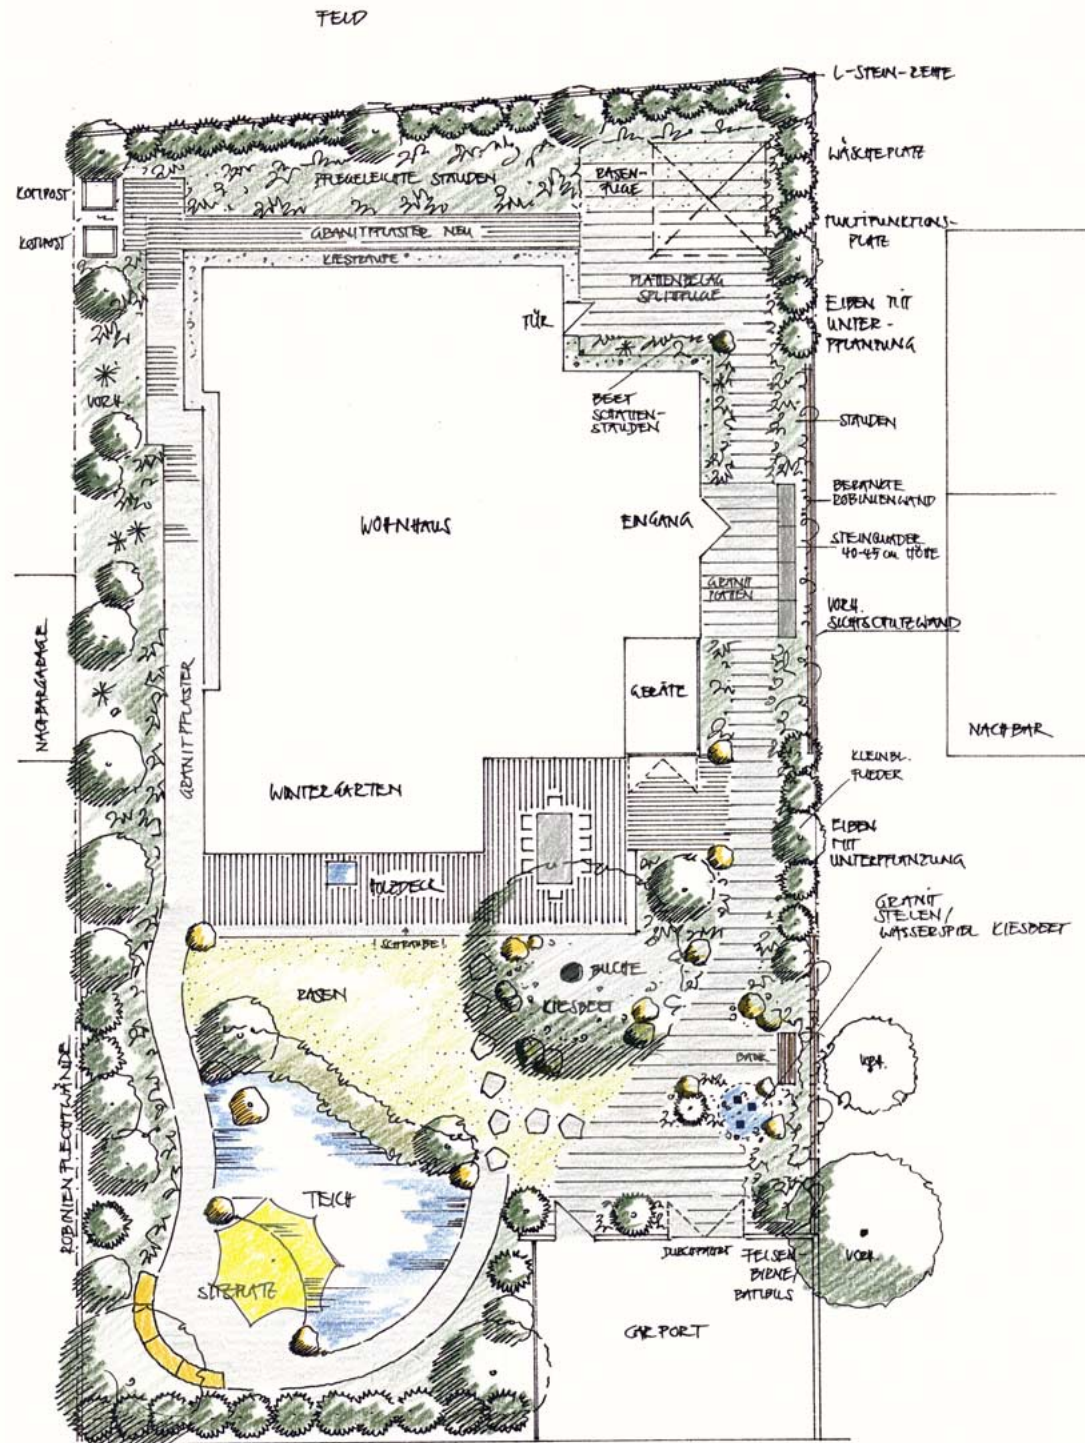 FELD
L-STEIN-REIHE
WÄSCHEPLATZ
KOMPOST
PFLEGELEICHTE STAUDEN
RASEN-
FUGE
MULTIFUNKTIONS-
PLATZ
KOMPOST
GRANITPFLASTER NEU
KIESTRAUFE
PLATTENBELAG
SPLITTFUGE
TÜR
EIBEN MIT
UNTER-
PFLANZUNG
VORH.
BEET
SCHATTEN-
STAUDEN
STAUDEN
BERANKTE
ROBINIENWAND
WOHNHAUS
EINGANG
STEINQUADER
40-45 cm HÖHE
GRANIT
PLATTEN
VORH.
SICHTSCHUTZWAND
NACHBARGARAGE
GRANITPFLASTER
GERÄTE
NACHBAR
KLEINBL.
FLIEDER
WINTERGARTEN
EIBEN
MIT
UNTERPFLANZUNG
HOLZDECK
GRANIT
STELEN/
WASSERSPIEL KIESBEET
! SCHRAUBE !
RASEN
BUCHE
KIESBEET
BANK
ROBINIENFLECHTWÄNDE
TEICH
SITZPLATZ
DURCHFAHRT
FELSEN-
BIRNE/
VORH.
CARPORT